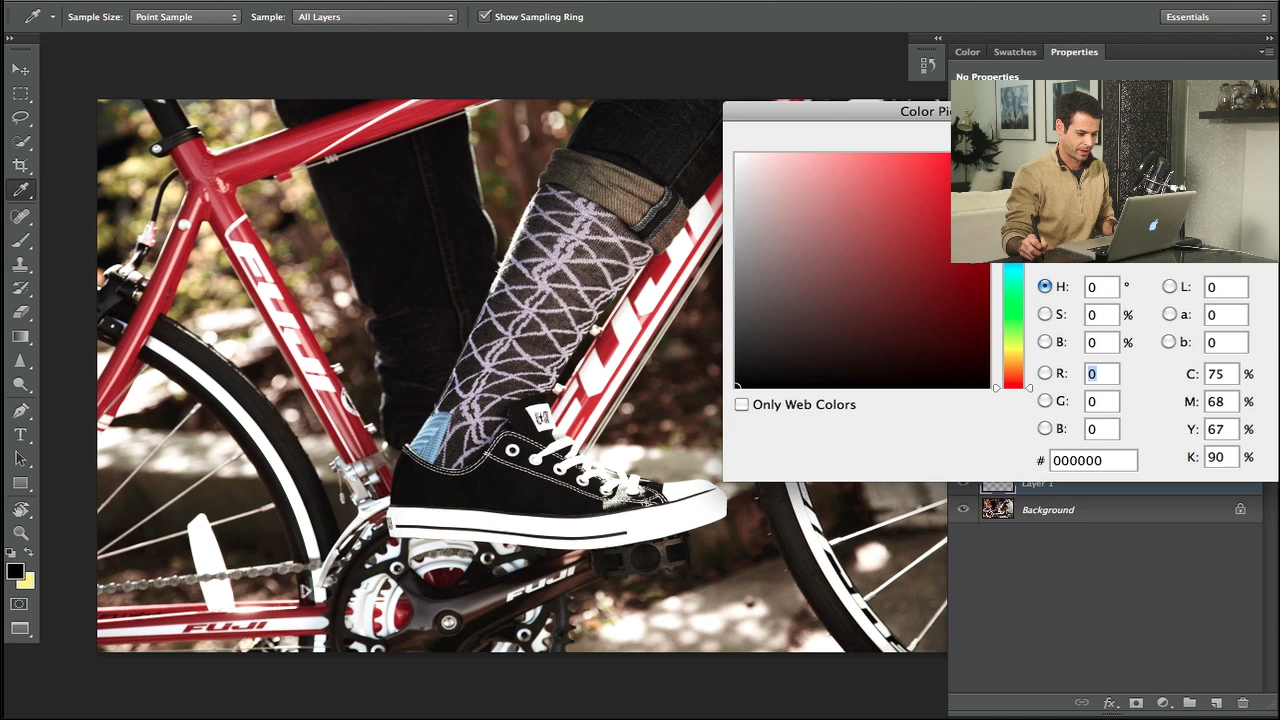 Sample Size: Point Sample Sample: All Layers Show Sampling Ring Essentials
Color Swatches Properties
No Properties
Color Pi
FUJI
FUJI
H: 0 ° L: 0
S: 0 % a: 0
B: 0 % b: 0
R: 0 C: 75 %
G: 0 M: 68 %
B: 0 Y: 67 %
# 000000 K: 90 %
Only Web Colors
Layer 1
Background
FUJI
FUJI
T
fx